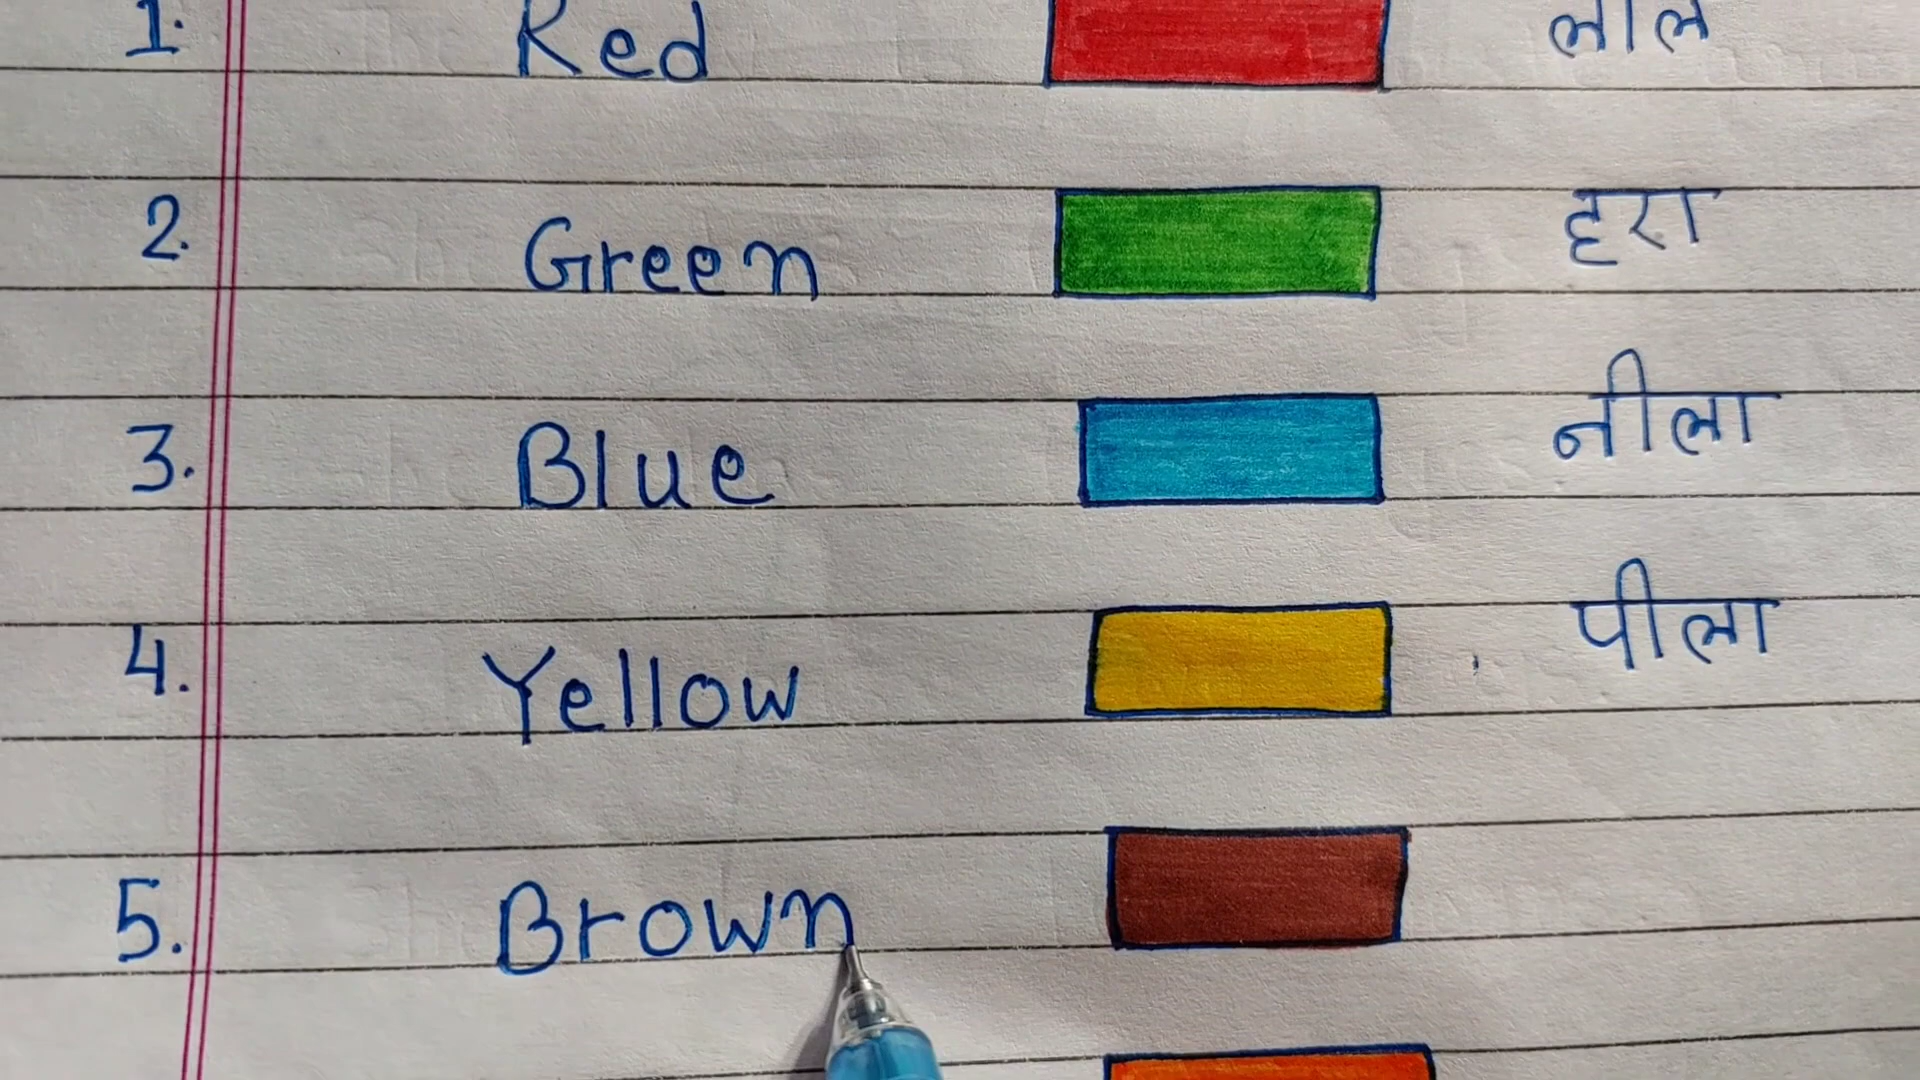 1. Red लाल
2. Green हरा
3. Blue नीला
4. Yellow पीला
5. Brown